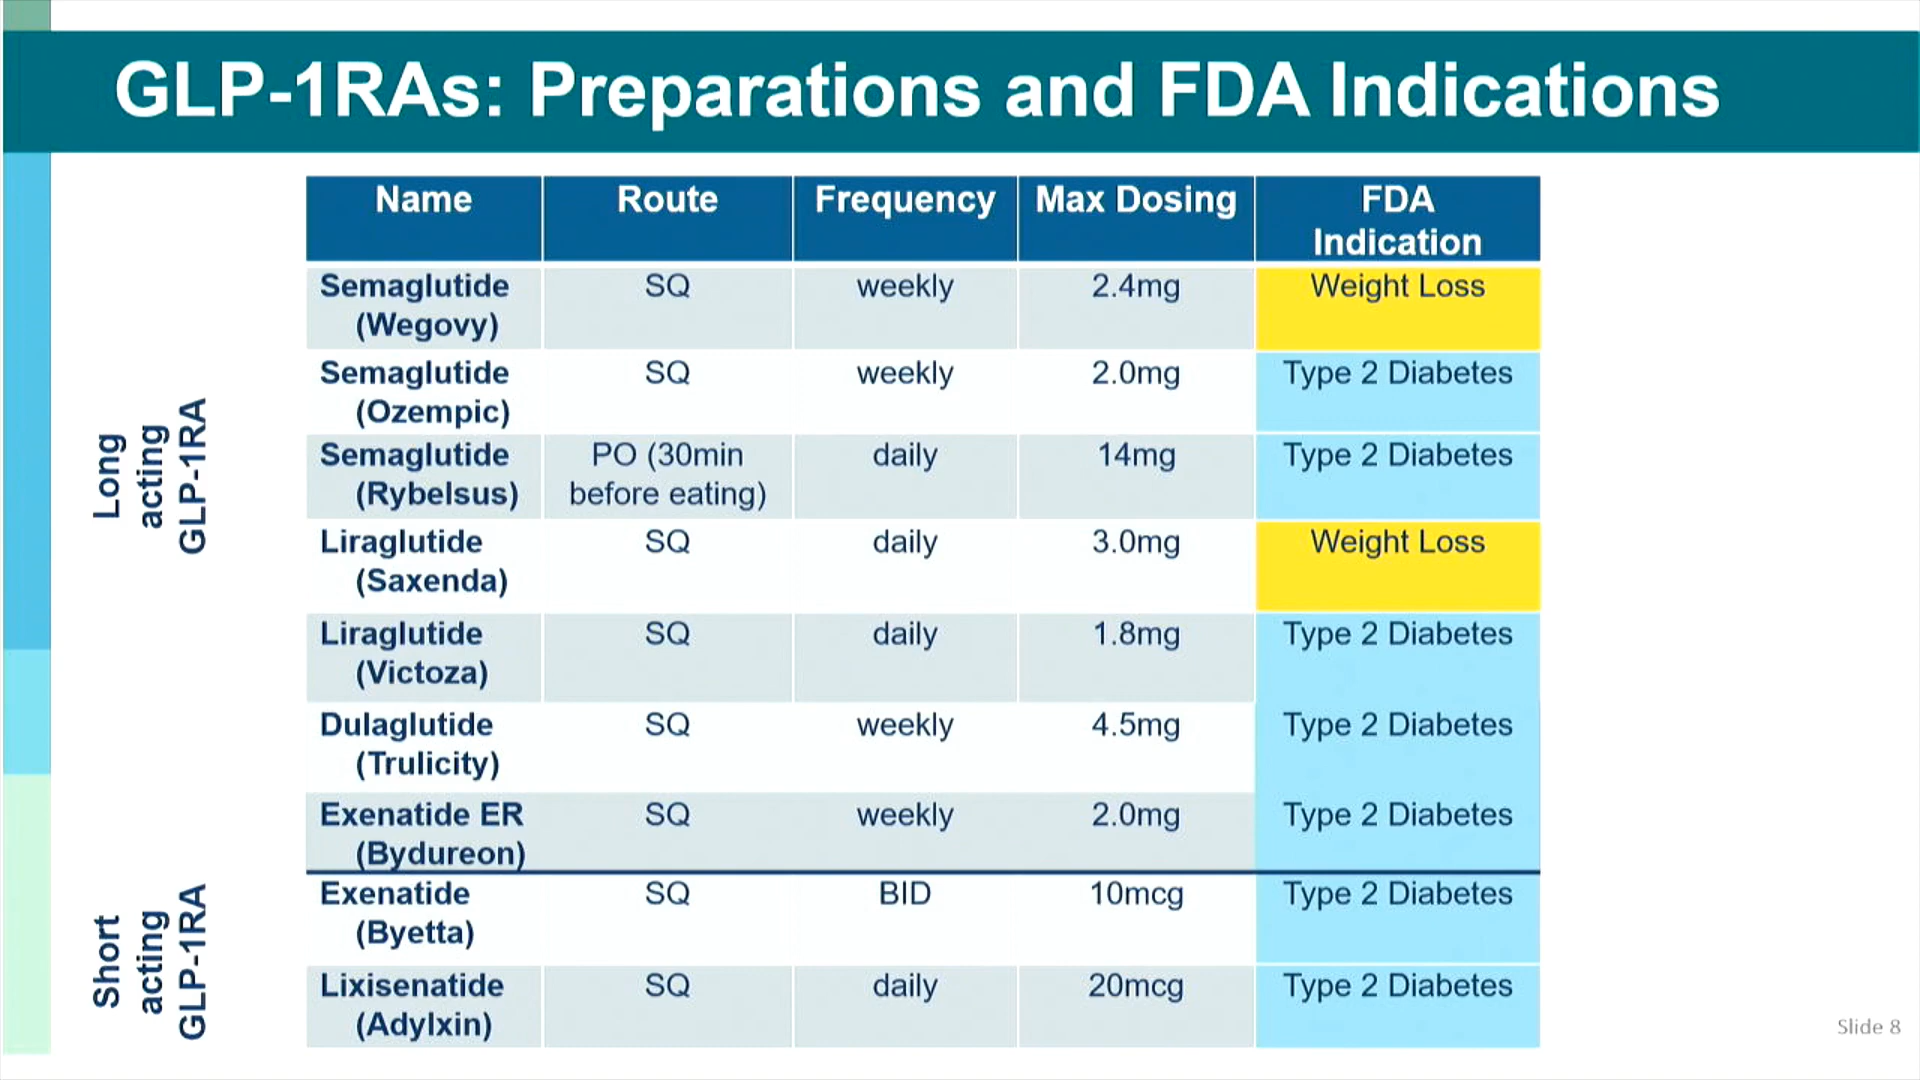 GLP-1RAs: Preparations and FDA Indications
Name Route Frequency Max Dosing FDA
Indication
Long
acting
GLP-1RA
Semaglutide SQ weekly 2.4mg Weight Loss
(Wegovy)
Semaglutide SQ weekly 2.0mg Type 2 Diabetes
(Ozempic)
Semaglutide PO (30min daily 14mg Type 2 Diabetes
(Rybelsus) before eating)
Liraglutide SQ daily 3.0mg Weight Loss
(Saxenda)
Liraglutide SQ daily 1.8mg Type 2 Diabetes
(Victoza)
Dulaglutide SQ weekly 4.5mg Type 2 Diabetes
(Trulicity)
Exenatide ER SQ weekly 2.0mg Type 2 Diabetes
(Bydureon)
Short
acting
GLP-1RA
Exenatide SQ BID 10mcg Type 2 Diabetes
(Byetta)
Lixisenatide SQ daily 20mcg Type 2 Diabetes
(Adylxin)
Slide 8